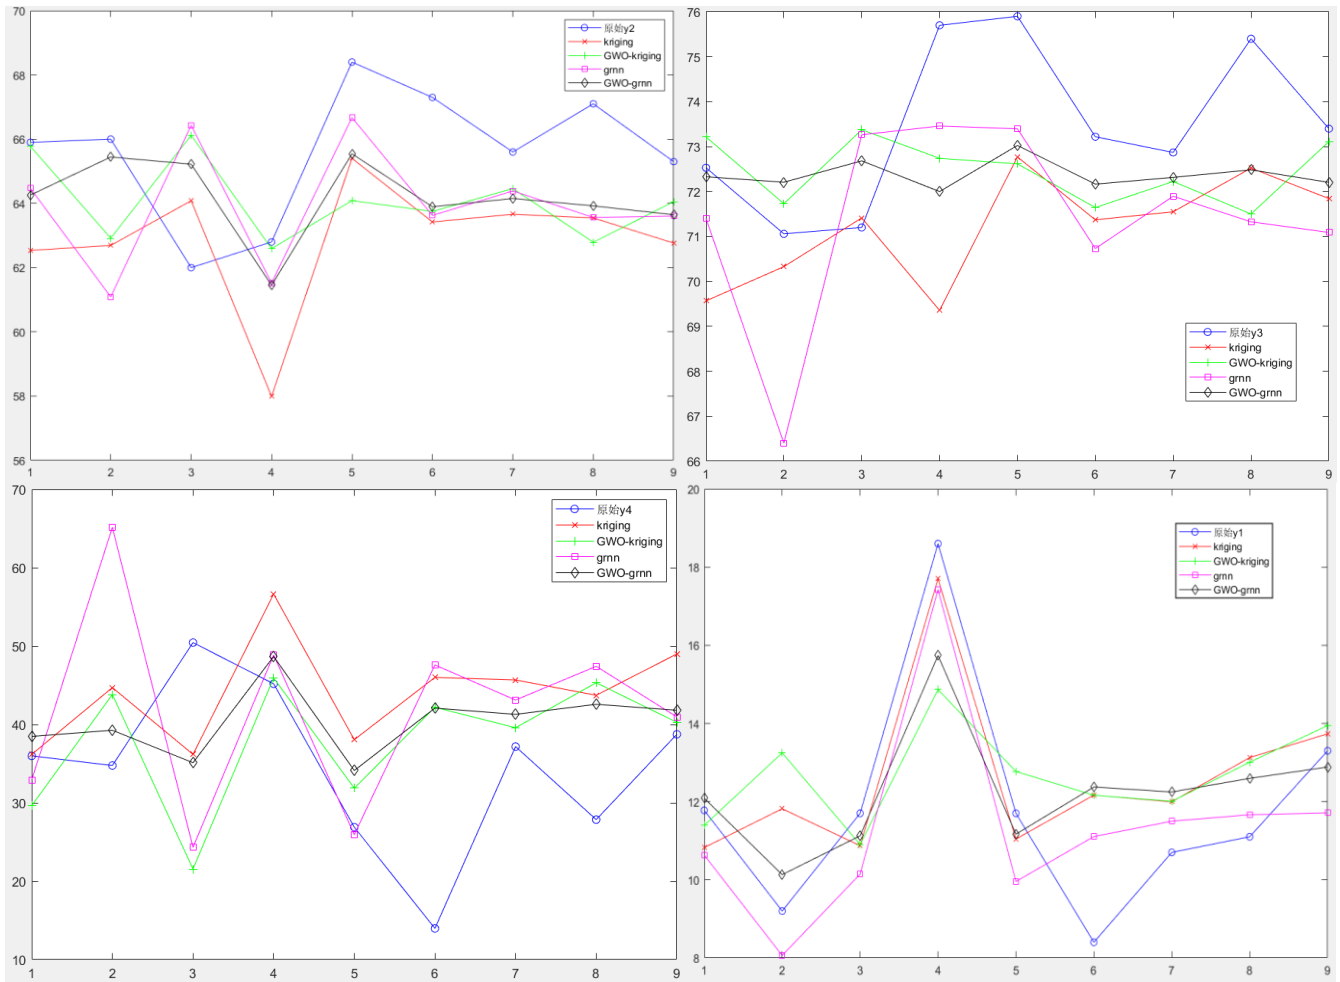 70
68
66
64
62
60
58
56
1 2 3 4 5 6 7 8 9
原始y2
kriging
GWO-kriging
grnn
GWO-grnn
76
75
74
73
72
71
70
69
68
67
66
1 2 3 4 5 6 7 8 9
原始y3
kriging
GWO-kriging
grnn
GWO-grnn
70
60
50
40
30
20
10
1 2 3 4 5 6 7 8 9
原始y4
kriging
GWO-kriging
grnn
GWO-grnn
20
18
16
14
12
10
8
1 2 3 4 5 6 7 8 9
原始y1
kriging
GWO-kriging
grnn
GWO-grnn